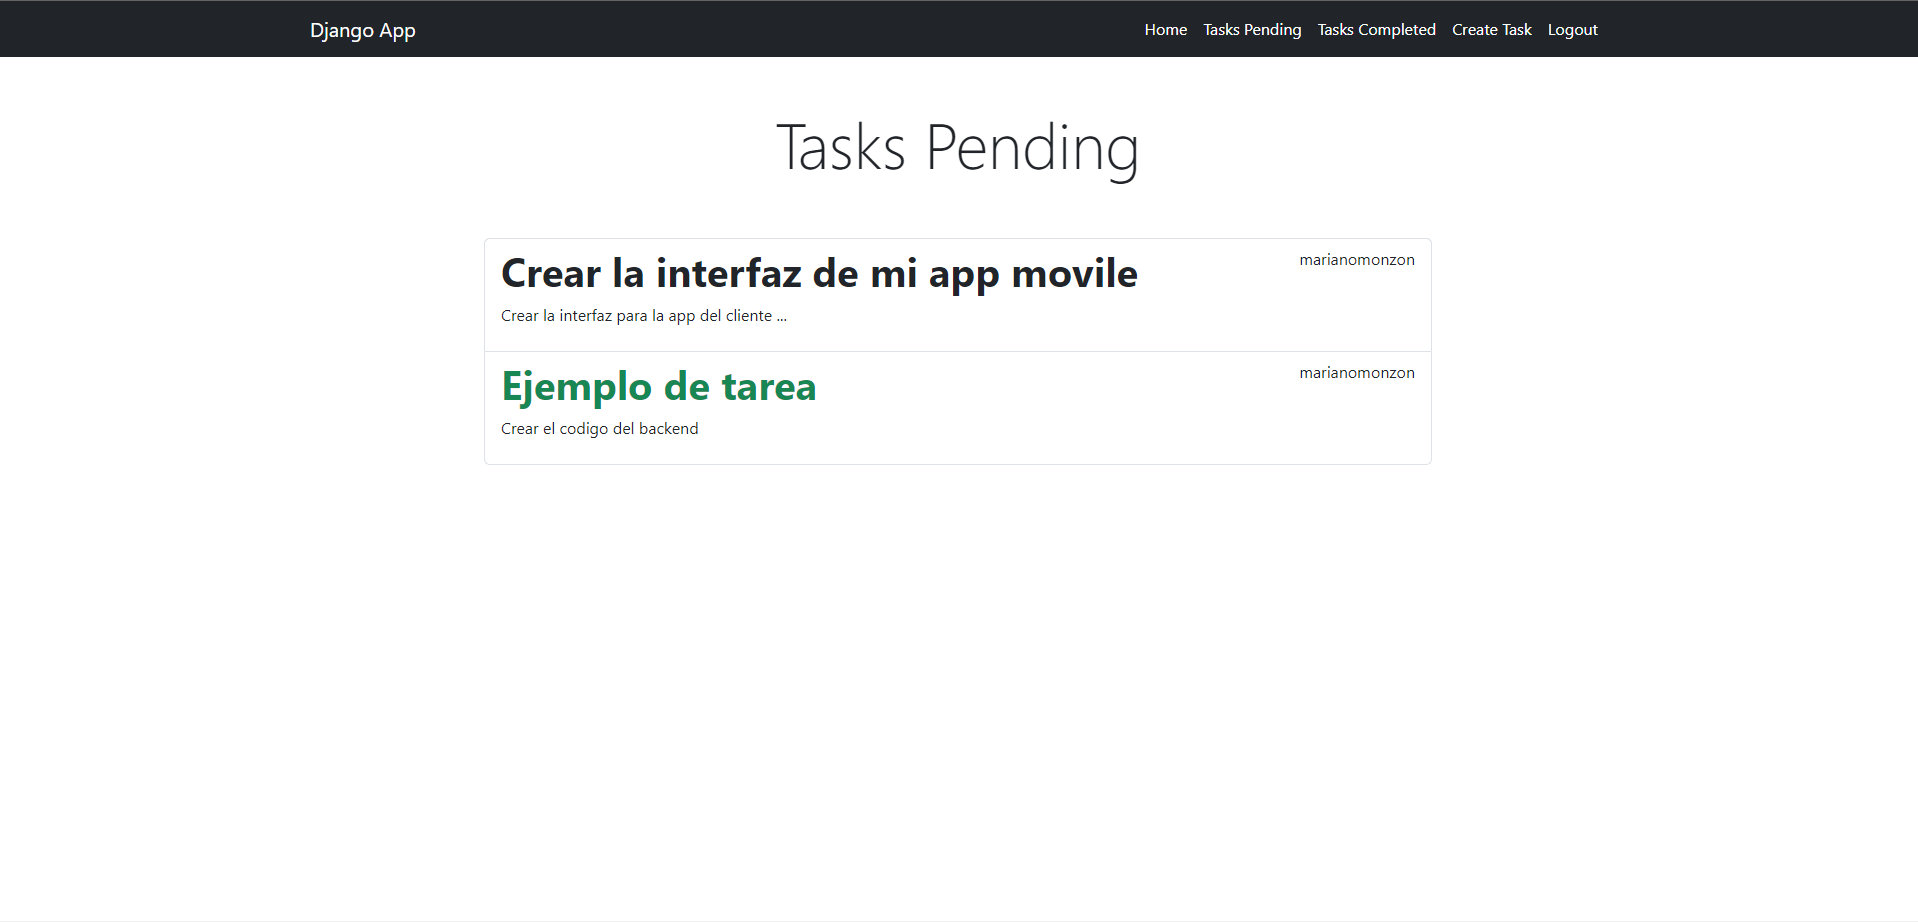 Django App
Home Tasks Pending Tasks Completed Create Task Logout
Tasks Pending
Crear la interfaz de mi app movile
marianomonzon
Crear la interfaz para la app del cliente ...
Ejemplo de tarea
marianomonzon
Crear el codigo del backend